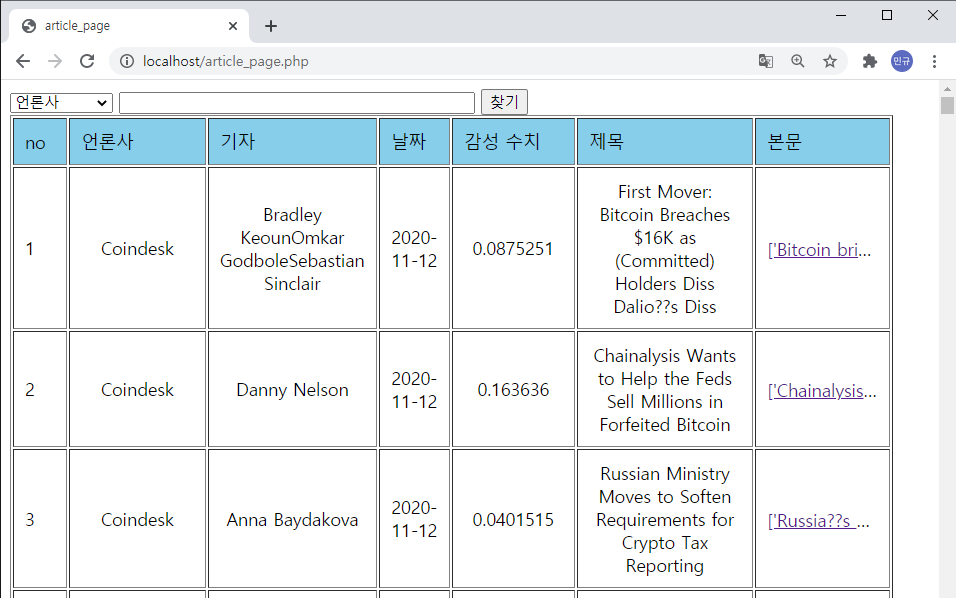 article_page
localhost/article_page.php
민규
언론사
찾기
no 언론사 기자 날짜 감성 수치 제목 본문
1 Coindesk Bradley KeounOmkar GodboleSebastian Sinclair 2020-11-12 0.0875251 First Mover: Bitcoin Breaches $16K as (Committed) Holders Diss Dalio??s Diss ['Bitcoin bri...
2 Coindesk Danny Nelson 2020-11-12 0.163636 Chainalysis Wants to Help the Feds Sell Millions in Forfeited Bitcoin ['Chainalysis...
3 Coindesk Anna Baydakova 2020-11-12 0.0401515 Russian Ministry Moves to Soften Requirements for Crypto Tax Reporting ['Russia??s ...